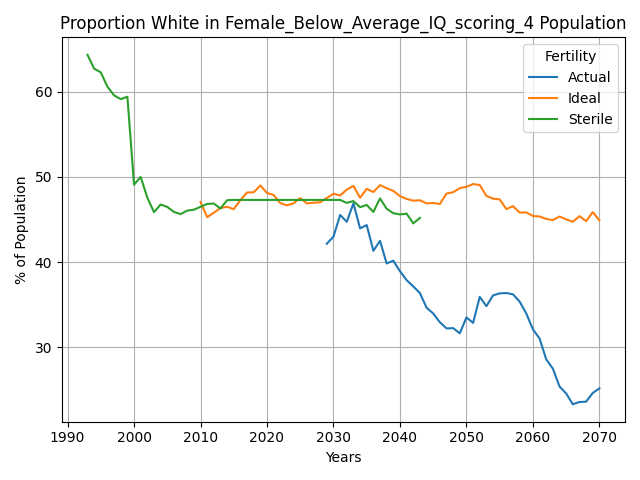 Proportion White in Female_Below_Average_IQ_scoring_4 Population
Fertility
Actual
Ideal
Sterile
% of Population
60
50
40
30
1990
2000
2010
2020
2030
2040
2050
2060
2070
Years